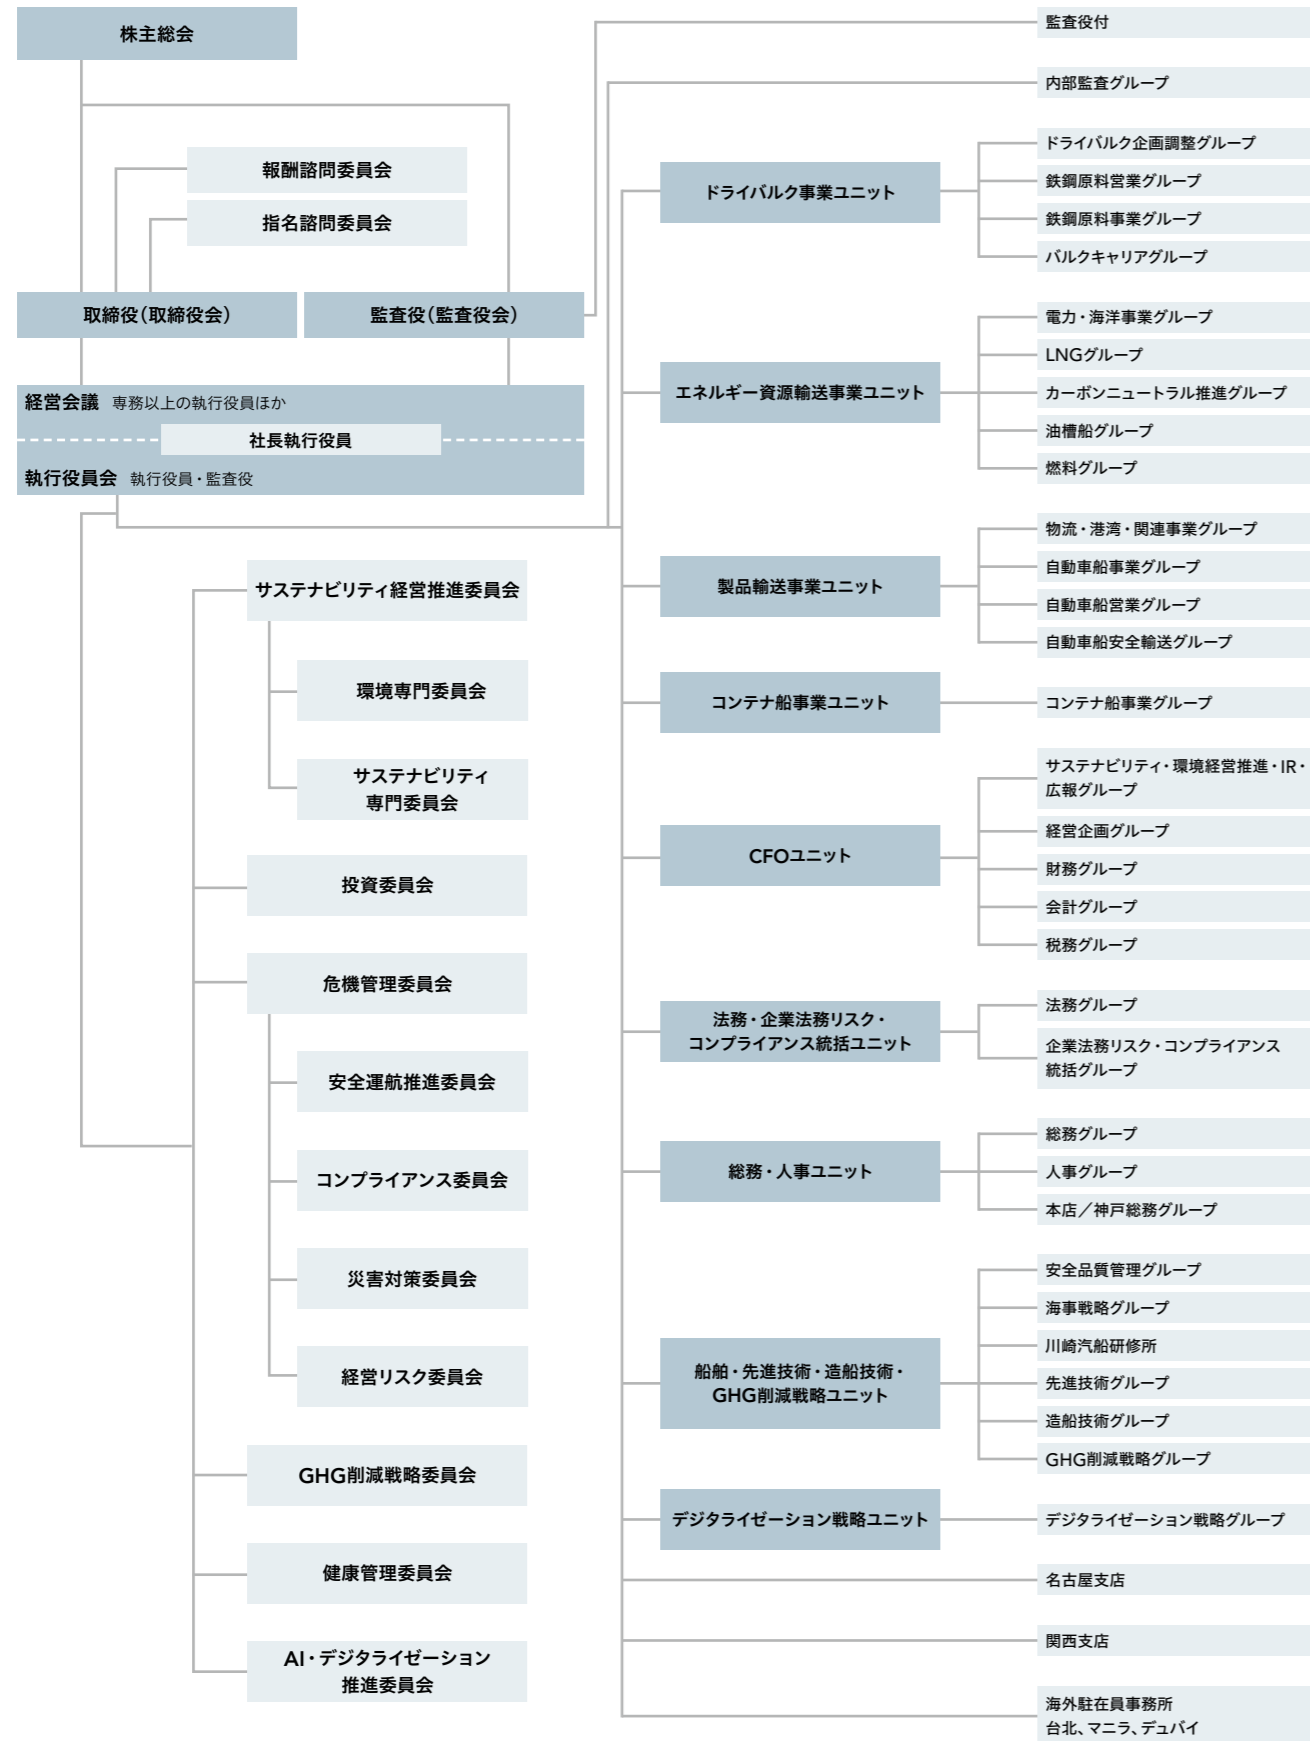 株主総会
報酬諮問委員会
指名諮問委員会
取締役（取締役会）
監査役（監査役会）
経営会議 専務以上の執行役員ほか
社長執行役員
執行役員会 執行役員・監査役
サステナビリティ経営推進委員会
環境専門委員会
サステナビリティ
専門委員会
投資委員会
危機管理委員会
安全運航推進委員会
コンプライアンス委員会
災害対策委員会
経営リスク委員会
GHG削減戦略委員会
健康管理委員会
AI・デジタライゼーション
推進委員会
監査役付
内部監査グループ
ドライバルク事業ユニット
ドライバルク企画調整グループ
鉄鋼原料営業グループ
鉄鋼原料事業グループ
バルクキャリアグループ
エネルギー資源輸送事業ユニット
電力・海洋事業グループ
LNGグループ
カーボンニュートラル推進グループ
油槽船グループ
燃料グループ
製品輸送事業ユニット
物流・港湾・関連事業グループ
自動車船事業グループ
自動車船営業グループ
自動車船安全輸送グループ
コンテナ船事業ユニット
コンテナ船事業グループ
CFOユニット
サステナビリティ・環境経営推進・IR・
広報グループ
経営企画グループ
財務グループ
会計グループ
税務グループ
法務・企業法務リスク・
コンプライアンス統括ユニット
法務グループ
企業法務リスク・コンプライアンス
統括グループ
総務・人事ユニット
総務グループ
人事グループ
本店／神戸総務グループ
船舶・先進技術・造船技術・
GHG削減戦略ユニット
安全品質管理グループ
海事戦略グループ
川崎汽船研修所
先進技術グループ
造船技術グループ
GHG削減戦略グループ
デジタライゼーション戦略ユニット
デジタライゼーション戦略グループ
名古屋支店
関西支店
海外駐在員事務所
台北、マニラ、デュバイ